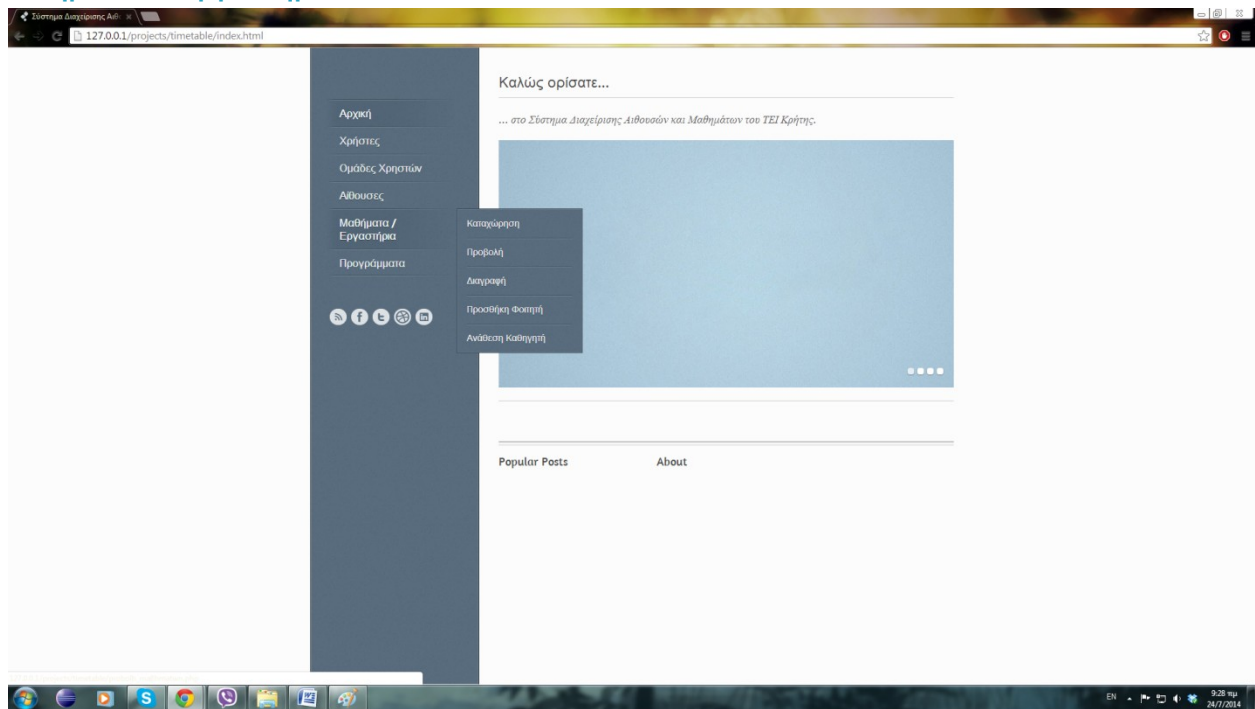 Σύστημα Διαχείρισης Αιθ
127.0.0.1/projects/timetable/index.html
Καλώς ορίσατε...
... στο Σύστημα Διαχείρισης Αιθουσών και Μαθημάτων του ΤΕΙ Κρήτης.
Αρχική
Χρήστες
Ομάδες Χρηστών
Αίθουσες
Μαθήματα /
Εργαστήρια
Προγράμματα
Καταχώρηση
Προβολή
Διαγραφή
Προσθήκη Φοιτητή
Ανάθεση Καθηγητή
Popular Posts
About
EN
9:28 πμ
24/7/2014